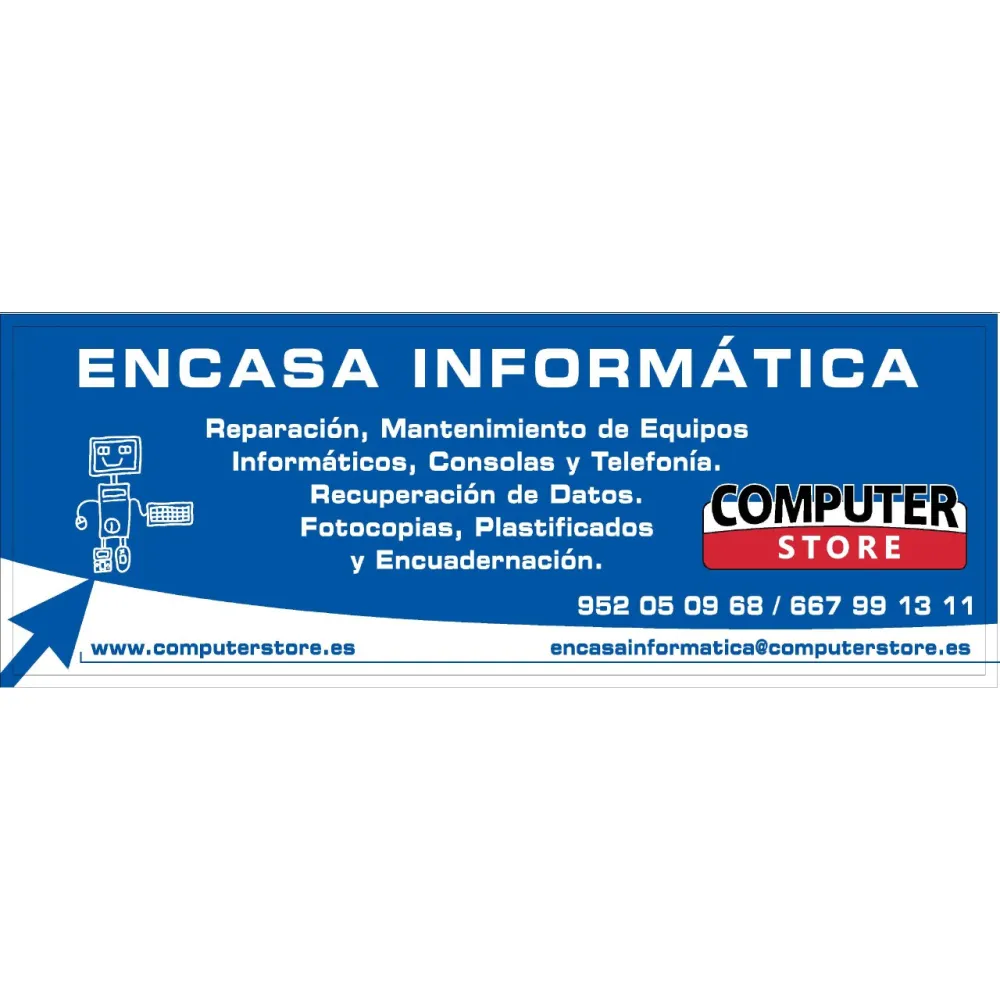 ENCASA INFORMÁTICA
Reparación, Mantenimiento de Equipos
Informáticos, Consolas y Telefonía.
Recuperación de Datos.
Fotocopias, Plastificados
y Encuadernación.
COMPUTER
STORE
952 05 09 68 / 667 99 13 11
www.computerstore.es
encasainformatica@computerstore.es